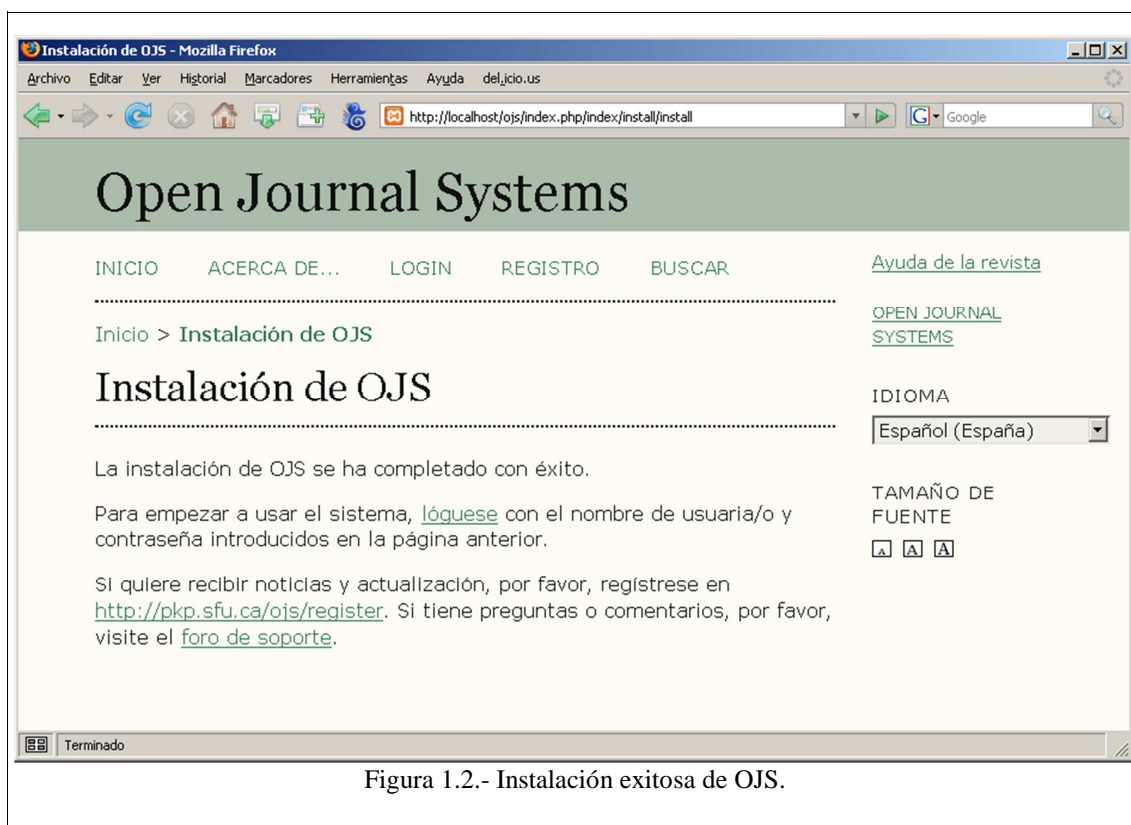 Instalación de OJS - Mozilla Firefox
Archivo Editar Ver Historial Marcadores Herramientas Ayuda del.icio.us
http://localhost/ojs/index.php/index/install/install
G Google
Open Journal Systems
INICIO ACERCA DE... LOGIN REGISTRO BUSCAR
Inicio > Instalación de OJS
Instalación de OJS
La instalación de OJS se ha completado con éxito.
Para empezar a usar el sistema, lóguese con el nombre de usuaria/o y
contraseña introducidos en la página anterior.
Si quiere recibir noticias y actualización, por favor, regístrese en
http://pkp.sfu.ca/ojs/register. Si tiene preguntas o comentarios, por favor,
visite el foro de soporte.
Ayuda de la revista
OPEN JOURNAL
SYSTEMS
IDIOMA
Español (España)
TAMAÑO DE
FUENTE
A A A
Terminado
Figura 1.2.- Instalación exitosa de OJS.